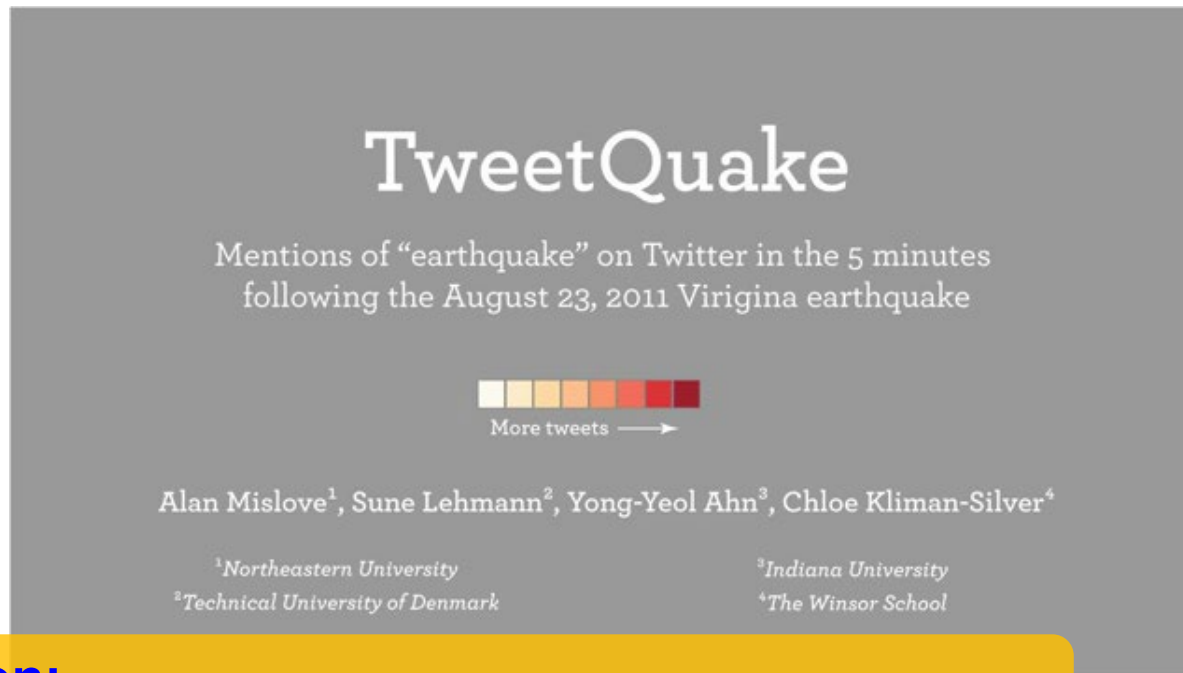 TweetQuake
Mentions of “earthquake” on Twitter in the 5 minutes
following the August 23, 2011 Virigina earthquake
More tweets
Alan Mislove¹, Sune Lehmann², Yong-Yeol Ahn³, Chloe Kliman-Silver⁴
¹Northeastern University
²Technical University of Denmark
³Indiana University
⁴The Winsor School